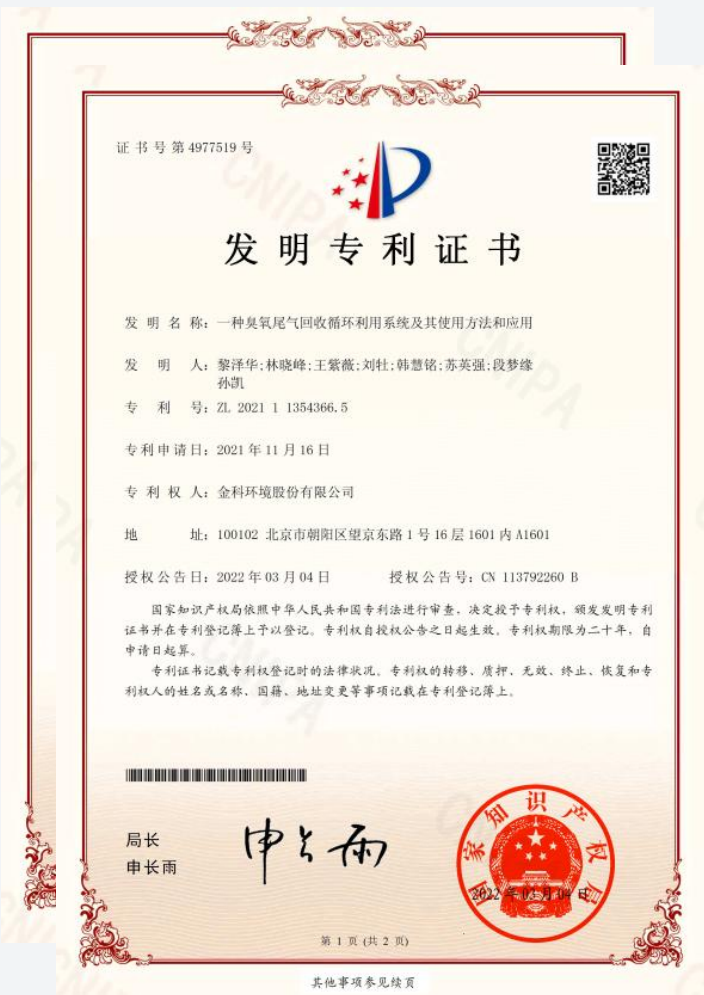 证书号第4977519号
发明专利证书
发明名称：一种臭氧尾气回收循环利用系统及其使用方法和应用
发明人：黎泽华;林晓峰;王紫薇;刘牡;韩慧铭;苏英强;段梦缘
孙凯
专利号：ZL 2021 1 1354366.5
专利申请日：2021年11月16日
专利权人：金科环境股份有限公司
地址：100102 北京市朝阳区望京东路1号16层1601内A1601
授权公告日：2022年03月04日 授权公告号：CN 113792260 B
国家知识产权局依照中华人民共和国专利法进行审查，决定授予专利权，颁发发明专利
证书并在专利登记簿上予以登记。专利权自授权公告之日起生效。专利权期限为二十年，自
申请日起算。
专利证书记载专利权登记时的法律状况。专利权的转移、质押、无效、终止、恢复和专
利权人的姓名或名称、国籍、地址变更等事项记载在专利登记簿上。
局长
申长雨
申长雨
国家知识产权局
2022年03月04日
第 1 页 (共 2 页)
其他事项参见续页
CNIPA
CNIPA
CNIPA